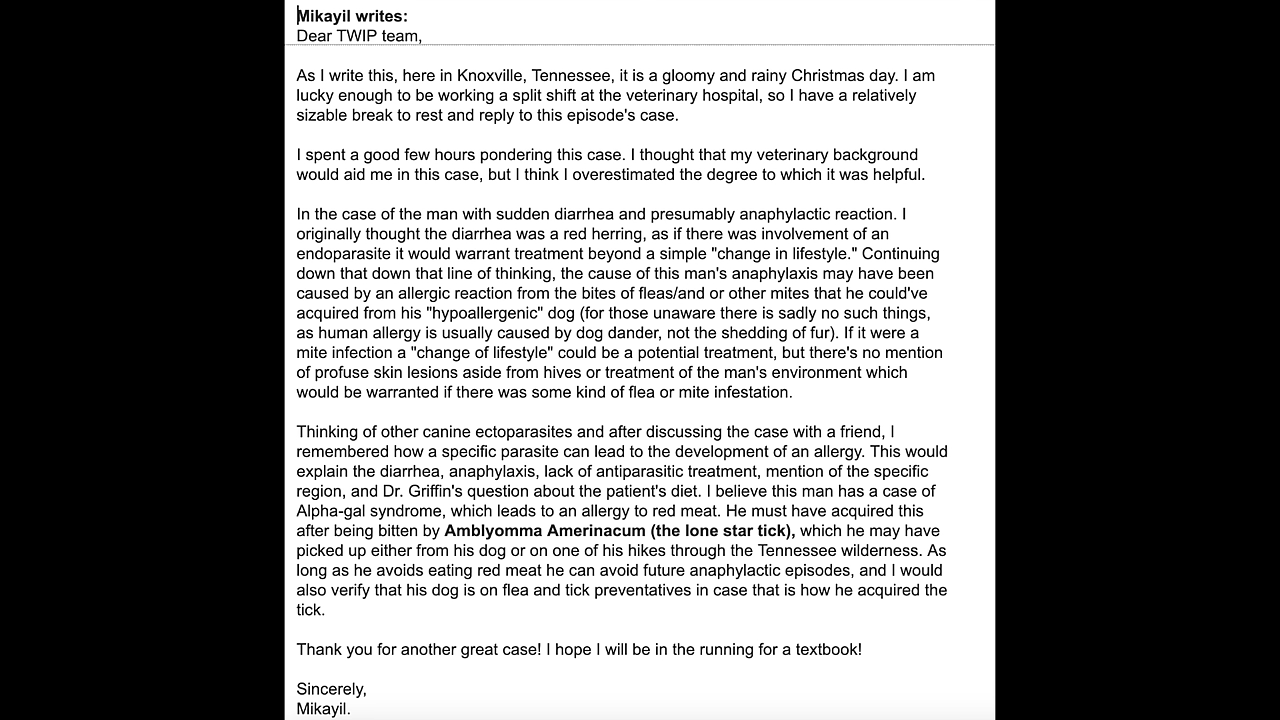 Mikayil writes:
Dear TWIP team,
As I write this, here in Knoxville, Tennessee, it is a gloomy and rainy Christmas day. I am
lucky enough to be working a split shift at the veterinary hospital, so I have a relatively
sizable break to rest and reply to this episode's case.
I spent a good few hours pondering this case. I thought that my veterinary background
would aid me in this case, but I think I overestimated the degree to which it was helpful.
In the case of the man with sudden diarrhea and presumably anaphylactic reaction. I
originally thought the diarrhea was a red herring, as if there was involvement of an
endoparasite it would warrant treatment beyond a simple "change in lifestyle." Continuing
down that down that line of thinking, the cause of this man's anaphylaxis may have been
caused by an allergic reaction from the bites of fleas/and or other mites that he could've
acquired from his "hypoallergenic" dog (for those unaware there is sadly no such things,
as human allergy is usually caused by dog dander, not the shedding of fur). If it were a
mite infection a "change of lifestyle" could be a potential treatment, but there's no mention
of profuse skin lesions aside from hives or treatment of the man's environment which
would be warranted if there was some kind of flea or mite infestation.
Thinking of other canine ectoparasites and after discussing the case with a friend, I
remembered how a specific parasite can lead to the development of an allergy. This would
explain the diarrhea, anaphylaxis, lack of antiparasitic treatment, mention of the specific
region, and Dr. Griffin's question about the patient's diet. I believe this man has a case of
Alpha-gal syndrome, which leads to an allergy to red meat. He must have acquired this
after being bitten by Amblyomma Amerinacum (the lone star tick), which he may have
picked up either from his dog or on one of his hikes through the Tennessee wilderness. As
long as he avoids eating red meat he can avoid future anaphylactic episodes, and I would
also verify that his dog is on flea and tick preventatives in case that is how he acquired the
tick.
Thank you for another great case! I hope I will be in the running for a textbook!
Sincerely,
Mikayil.